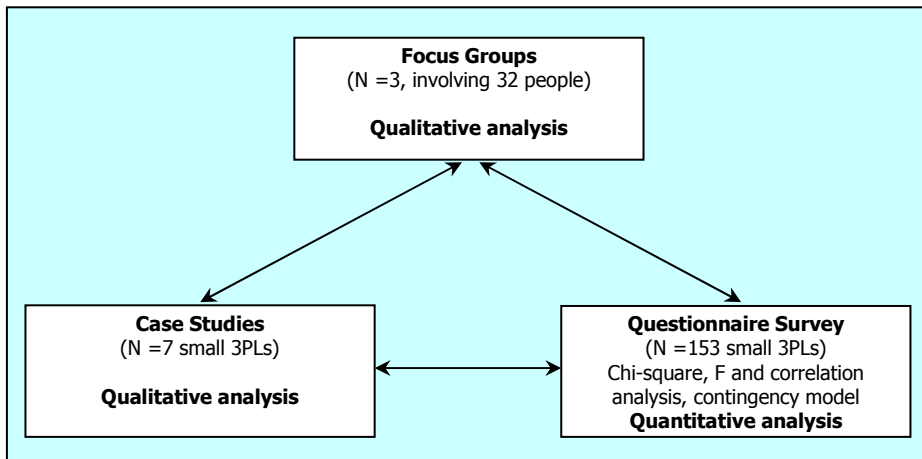 Focus Groups
(N =3, involving 32 people)
Qualitative analysis
Case Studies
(N =7 small 3PLs)
Qualitative analysis
Questionnaire Survey
(N =153 small 3PLs)
Chi-square, F and correlation
analysis, contingency model
Quantitative analysis